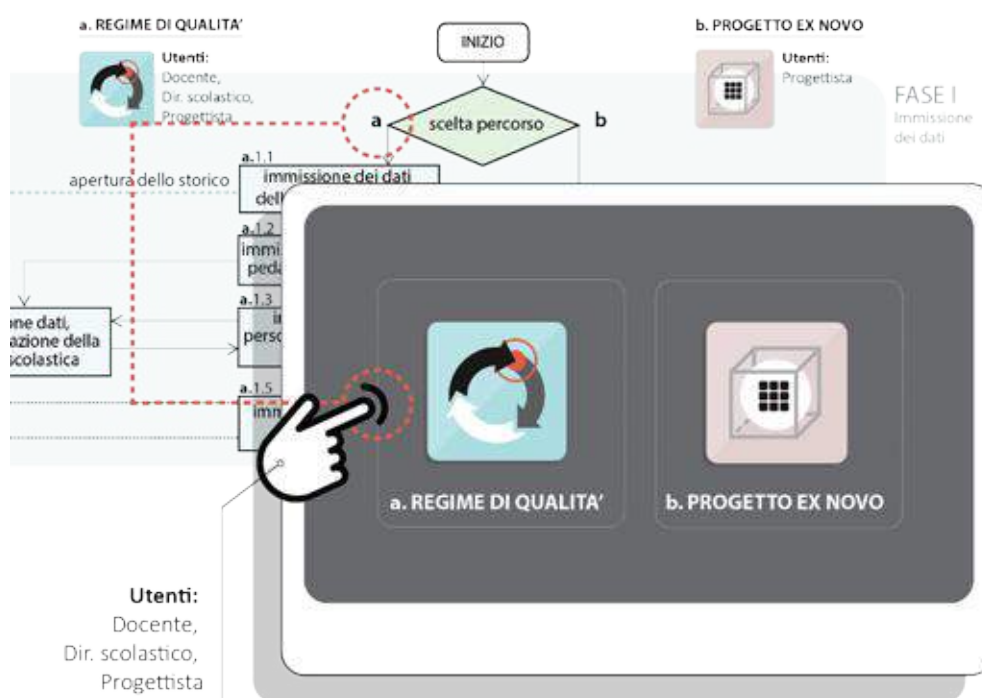 a. REGIME DI QUALITA'
Utenti:
Docente,
Dir. scolastico,
Progettista
INIZIO
b. PROGETTO EX NOVO
Utenti:
Progettista
FASE I
Immissione
dei dati
a
scelta percorso
b
apertura dello storico
a.1.1
immissione dei dati
a.1.2
a.1.3
one dati,
azione della
scolastica
a.1.5
a. REGIME DI QUALITA'
b. PROGETTO EX NOVO
Utenti:
Docente,
Dir. scolastico,
Progettista